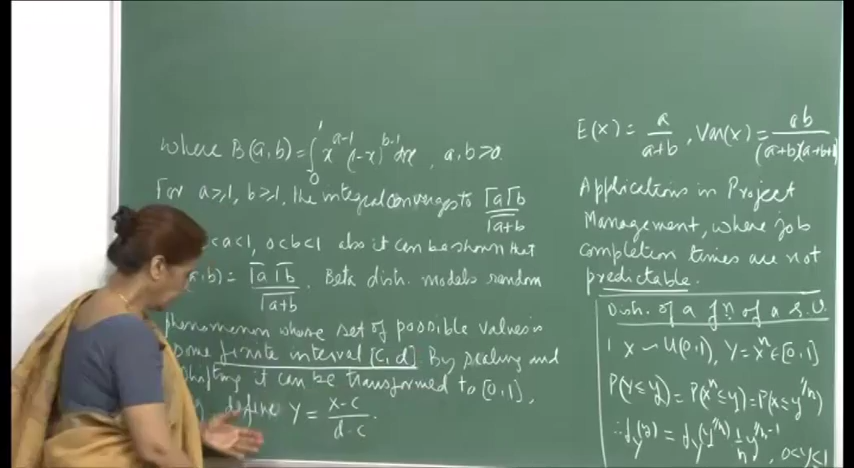 where B(a,b) = ∫₀¹ x^{a-1} (1-x)^{b-1} dx, a,b>0.
For a≥1, b≥1, the integral converges to Γa Γb / Γa+b
<a<1, 0<b<1 also it can be shown that
,b) = Γa Γb / Γa+b . Beta distn. models random
phenomenon whose set of possible values is
some finite interval [c,d]. By scaling and
shifting it can be transformed to [0,1],
define Y = x-c / d-c .
E(X) = a / a+b , Var(X) = ab / (a+b)(a+b+1)
Applications in Project
Management, where job
completion times are not
predictable.
Distn. of a fn. of a r.v.
1 X ~ U(0,1), Y = X^n ∈ [0,1]
P(Y≤y) = P(X^n ≤ y) = P(X ≤ y^{1/n})
∴ f_Y(y) = f_X(y^{1/n}) 1/n y^{1/n-1}
, 0<y<1